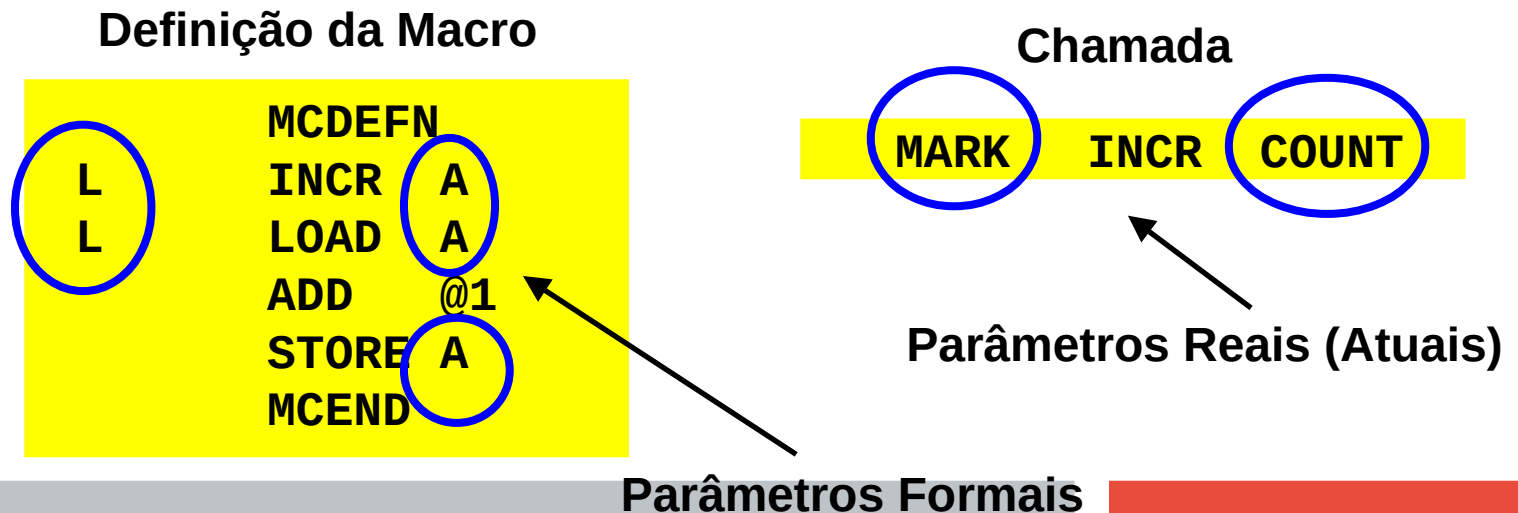 Definição da Macro
MCDEFN
L INCR A
L LOAD A
ADD @1
STORE A
MCEND
Chamada
MARK INCR COUNT
Parâmetros Reais (Atuais)
Parâmetros Formais